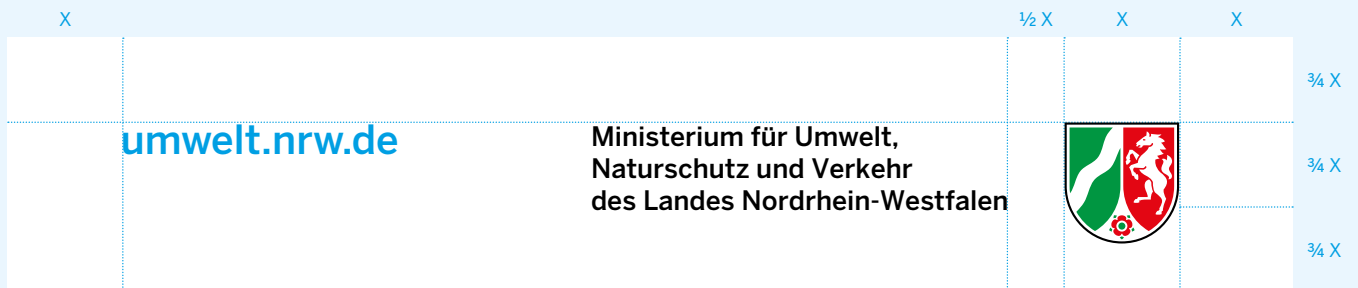 X ½ X X X
¾ X
umwelt.nrw.de
Ministerium für Umwelt,
Naturschutz und Verkehr
des Landes Nordrhein-Westfalen
¾ X
¾ X